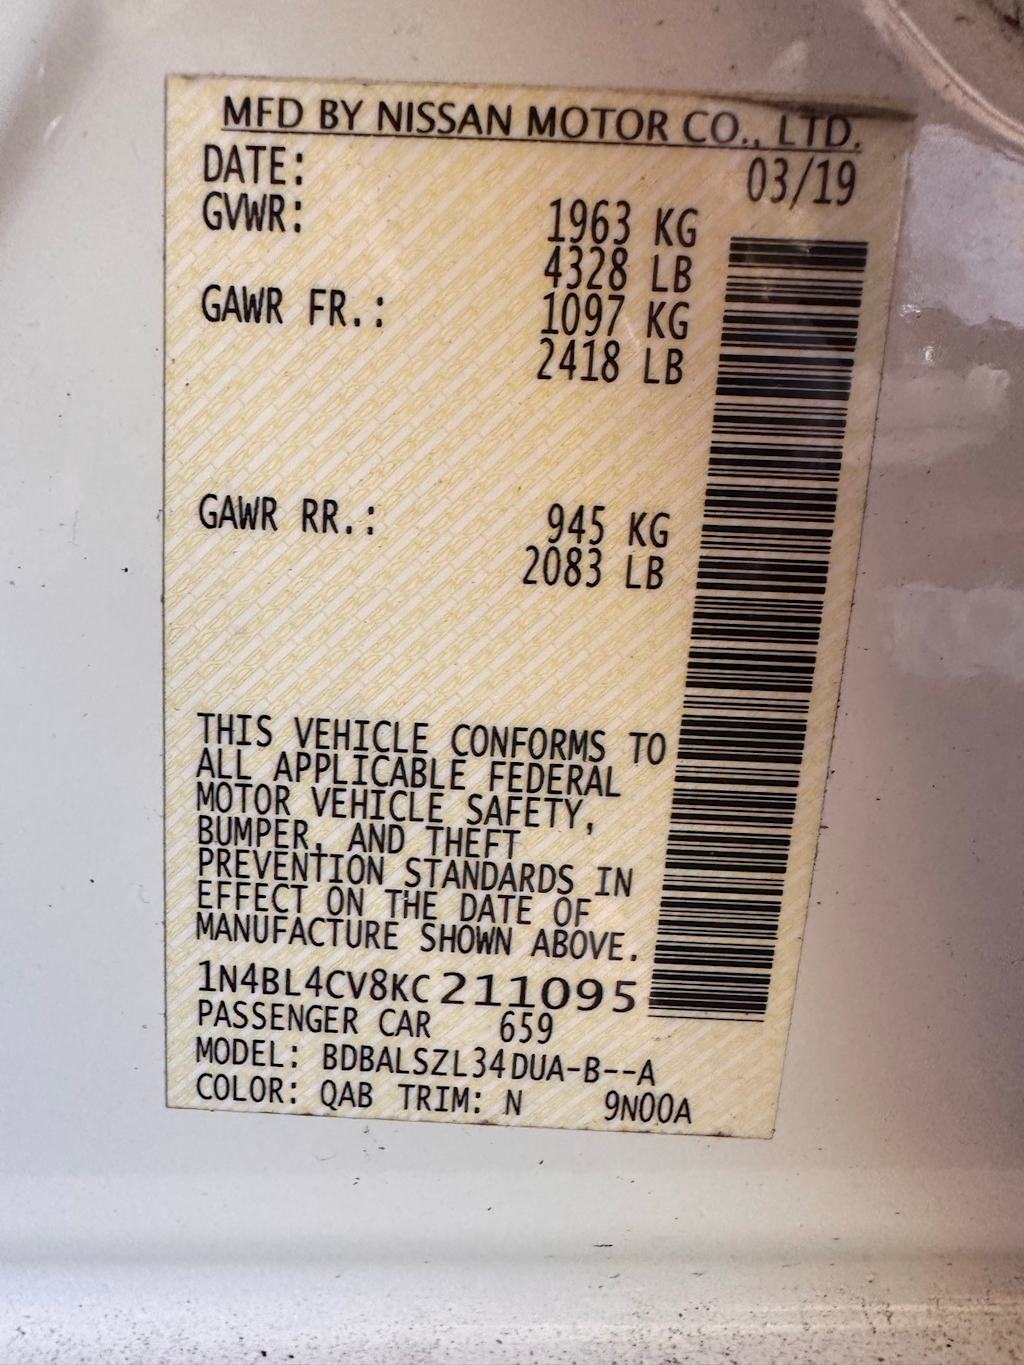 MFD BY NISSAN MOTOR CO., LTD.
DATE: 03/19
GVWR: 1963 KG
4328 LB
GAWR FR.: 1097 KG
2418 LB
GAWR RR.: 945 KG
2083 LB
THIS VEHICLE CONFORMS TO
ALL APPLICABLE FEDERAL
MOTOR VEHICLE SAFETY,
BUMPER, AND THEFT
PREVENTION STANDARDS IN
EFFECT ON THE DATE OF
MANUFACTURE SHOWN ABOVE.
1N4BL4CV8KC211095
PASSENGER CAR 659
MODEL: BDBALSZL34DUA-B--A
COLOR: QAB TRIM: N 9N00A